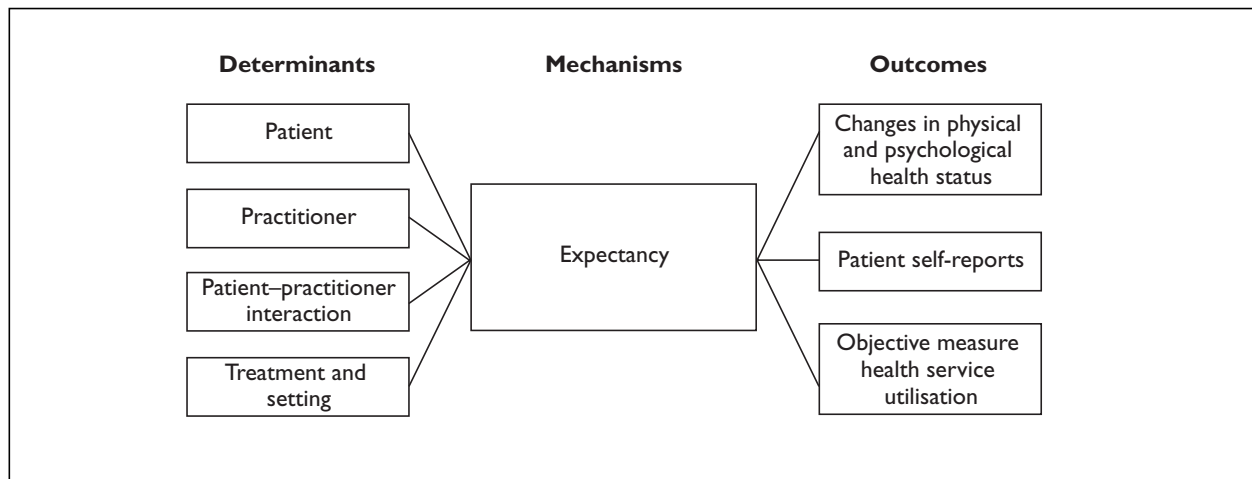 Determinants
Mechanisms
Outcomes
Patient
Practitioner
Patient–practitioner
interaction
Treatment and
setting
Expectancy
Changes in physical
and psychological
health status
Patient self-reports
Objective measure
health service
utilisation